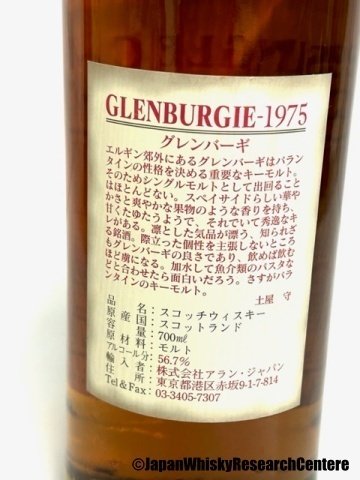 GLENBURGIE-1975
グレンバーギ
エルギン郊外にあるグレンバーギはバラン
タインの性格を決める重要なキーモルト。
そのためシングルモルトとして出回ること
はほとんどない。スペイサイドらしい華や
かさと爽やかな果物のような香りを持ち、
甘くたゆたうようで、それでいて秀逸なキ
レがある。凛とした気品が漂う、知られざ
る銘酒。際立った個性を主張しないところ
もグレンバーギの良さであり、飲めば飲む
ほど虜になる。加水して魚介類のパスタな
どと合わせたら面白いだろう。さすがバラ
ンタインのキーモルト。
土屋 守
品名:スコッチウィスキー
原産国:スコットランド
容量:700㎖
原材料:モルト
アルコール分:56.7%
輸入者:株式会社アラン・ジャパン
住所:東京都港区赤坂9-1-7-814
Tel & Fax:03-3405-7307
©JapanWhiskyResearchCentere